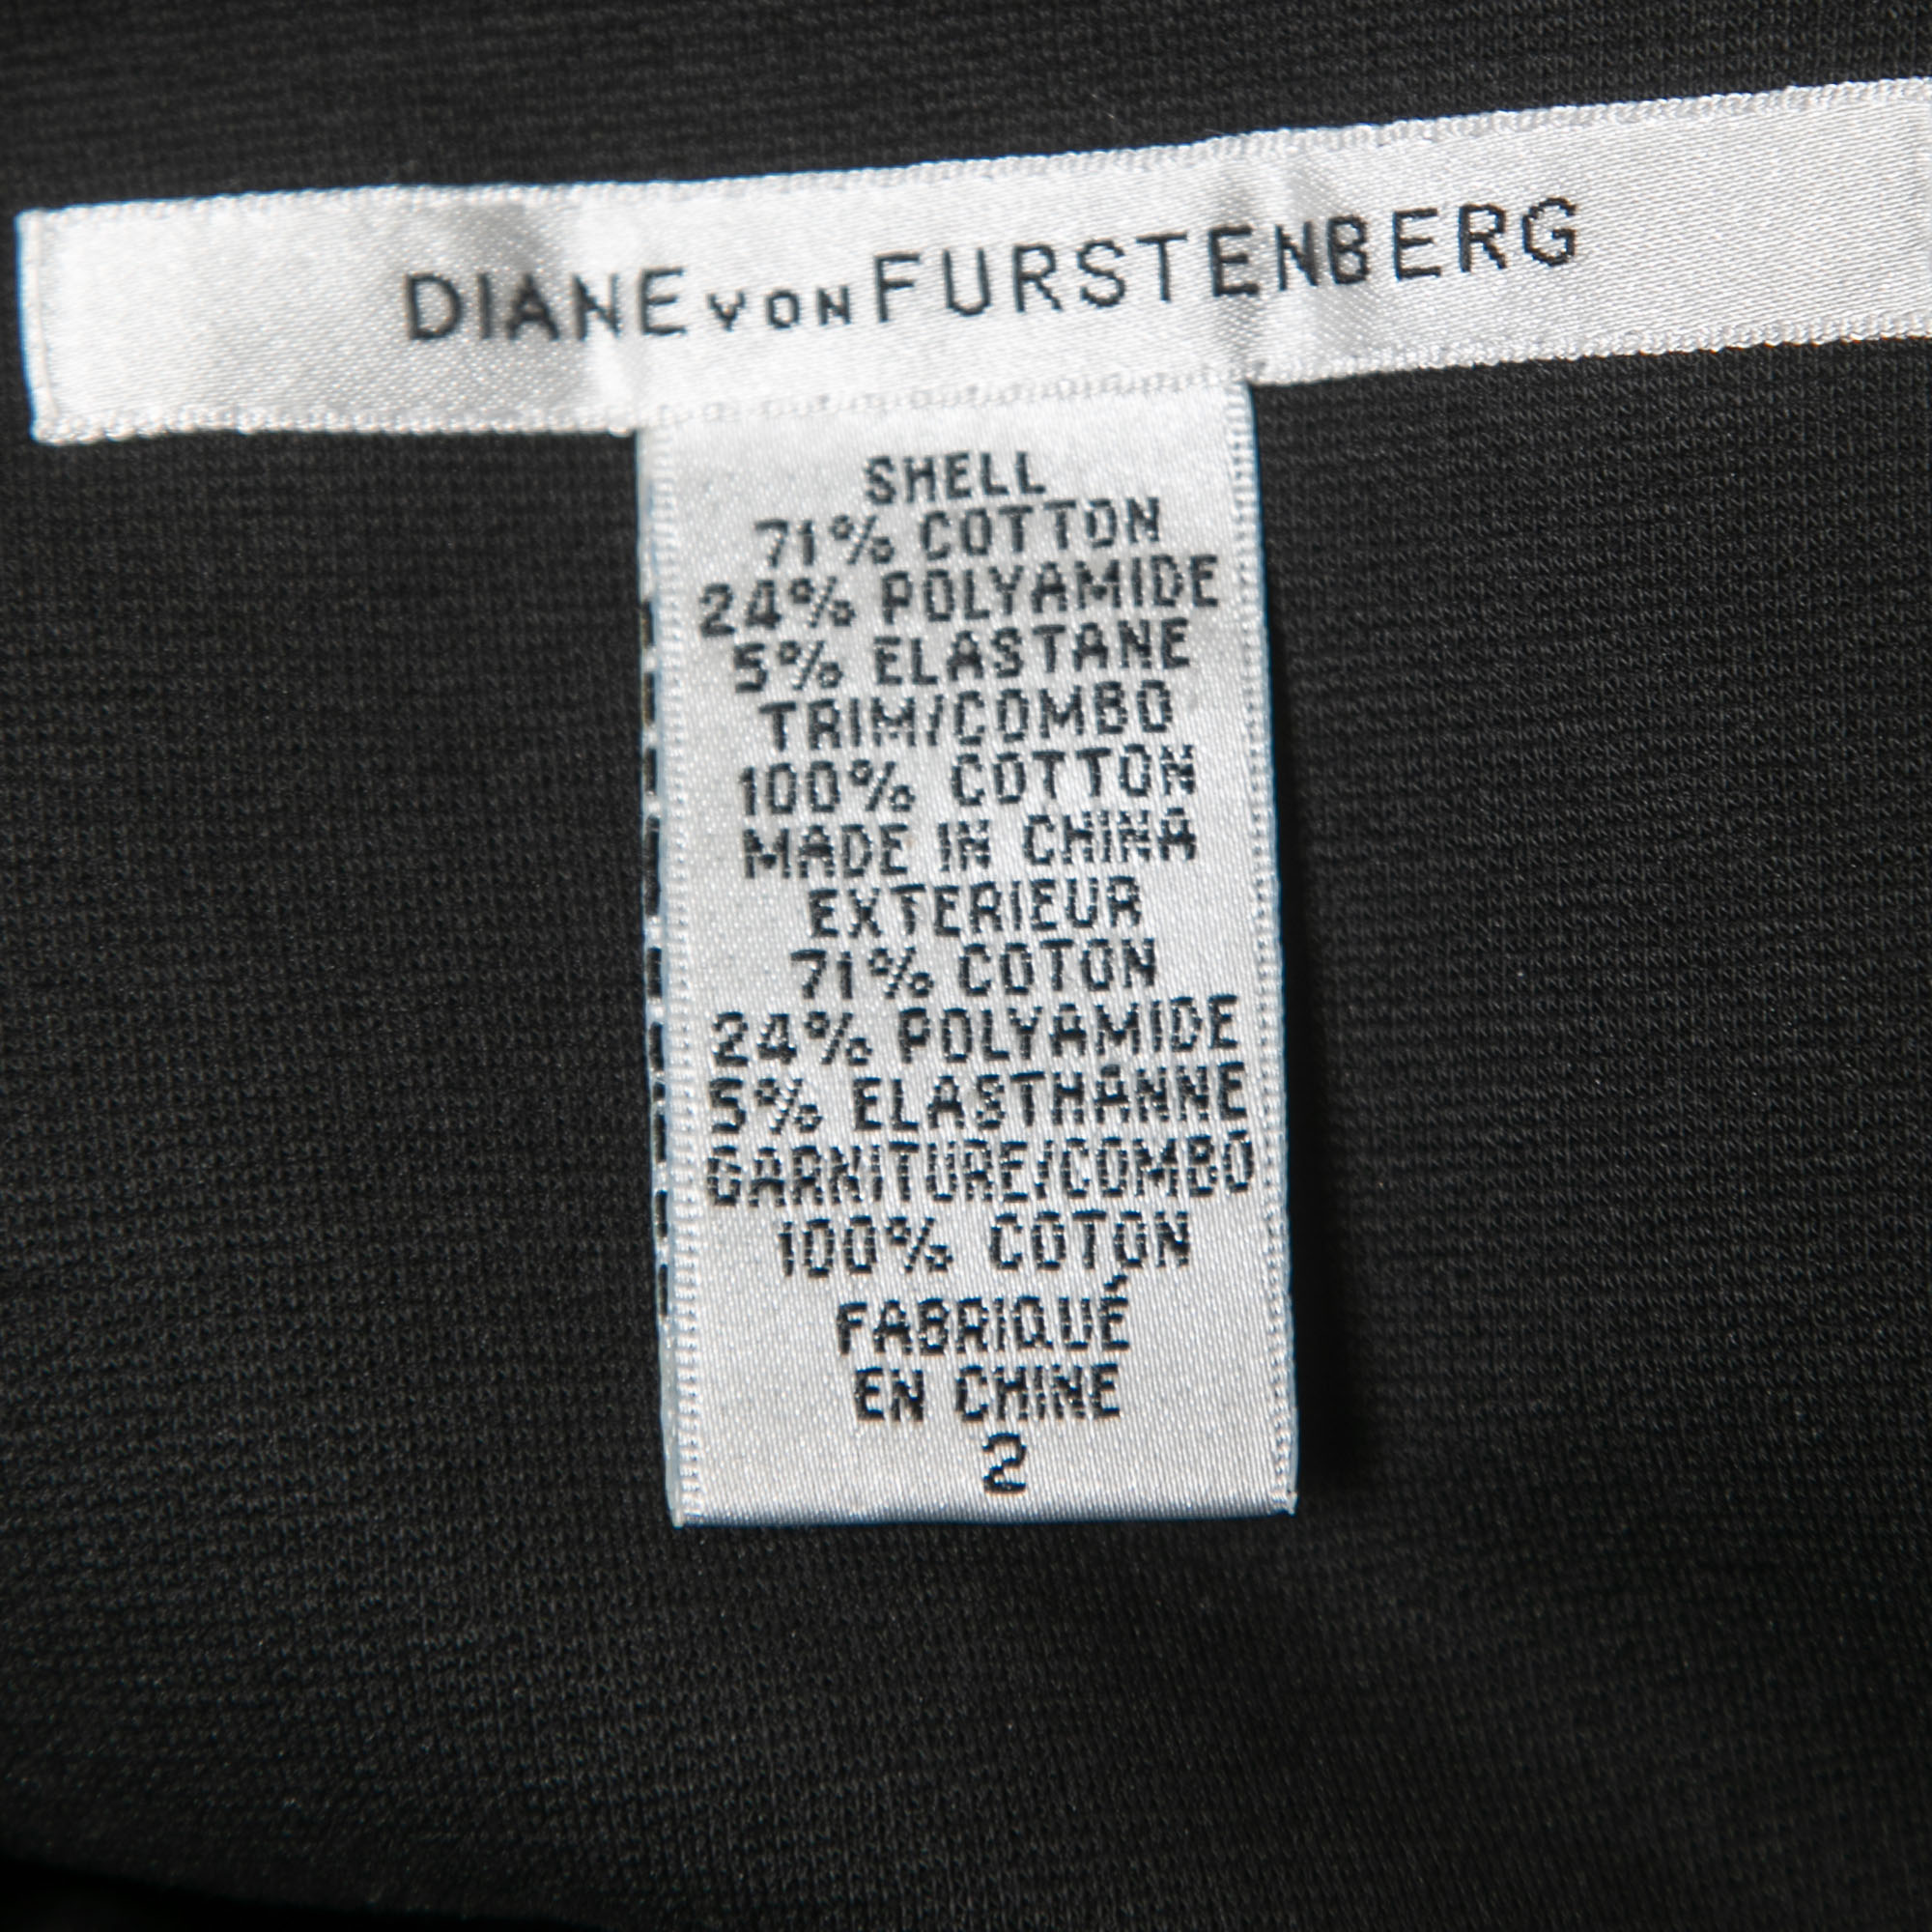 DIANE VON FURSTENBERG
SHELL
71% COTTON
24% POLYAMIDE
5% ELASTANE
TRIM/COMBO
100% COTTON
MADE IN CHINA
EXTERIEUR
71% COTON
24% POLYAMIDE
5% ELASTHANNE
GARNITURE/COMBO
100% COTON
FABRIQUÉ
EN CHINE
2